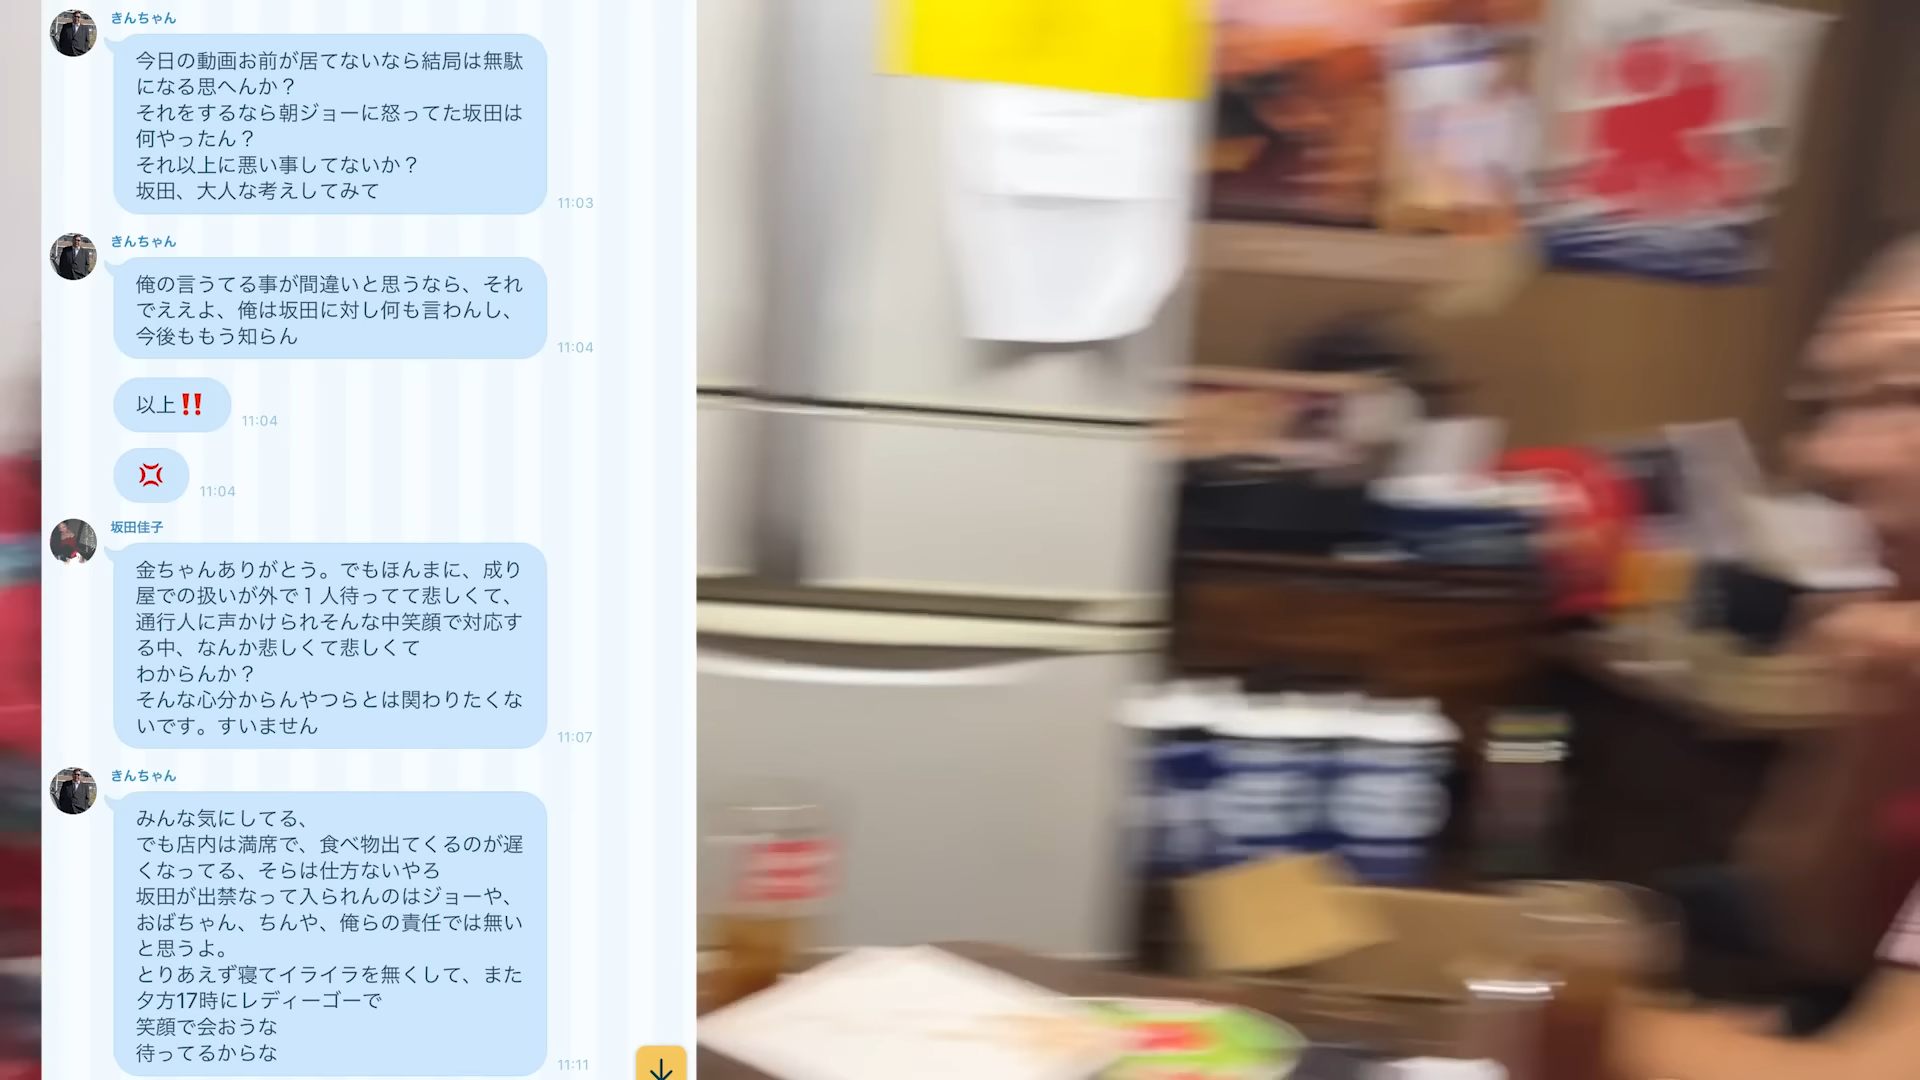 きんちゃん
今日の動画お前が居てないなら結局は無駄
になる思へんか？
それをするなら朝ジョーに怒ってた坂田は
何やったん？
それ以上に悪い事してないか？
坂田、大人な考えしてみて
11:03
きんちゃん
俺の言うてる事が間違いと思うなら、それ
でええよ、俺は坂田に対し何も言わんし、
今後ももう知らん
11:04
以上‼️
11:04
💢
11:04
坂田佳子
金ちゃんありがとう。でもほんまに、成り
屋での扱いが外で１人待ってて悲しくて、
通行人に声かけられそんな中笑顔で対応す
る中、なんか悲しくて悲しくて
わからんか？
そんな心分からんやつらとは関わりたくな
いです。すいません
11:07
きんちゃん
みんな気にしてる、
でも店内は満席で、食べ物出てくるのが遅
くなってる、そらは仕方ないやろ
坂田が出禁なって入られんのはジョーや、
おばちゃん、ちんや、俺らの責任では無い
と思うよ。
とりあえず寝てイライラを無くして、また
夕方17時にレディーゴーで
笑顔で会おうな
待ってるからな
11:11